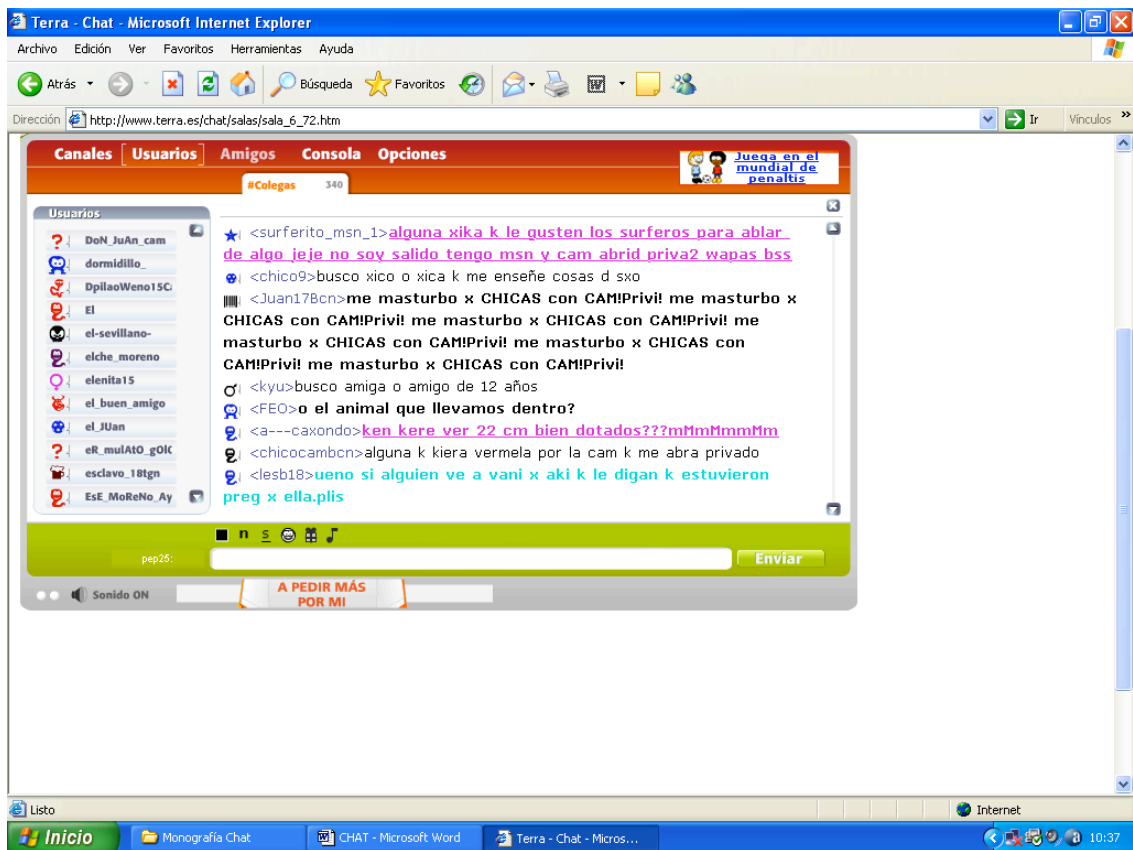 Terra - Chat - Microsoft Internet Explorer
Archivo Edición Ver Favoritos Herramientas Ayuda
Atrás Búsqueda Favoritos
Dirección http://www.terra.es/chat/salas/sala_6_72.htm Ir Vínculos »
Canales Usuarios Amigos Consola Opciones
Juega en el
mundial de
penaltis
#Colegas 340
Usuarios
DoN_JuAn_cam
dormidillo_
DpilaoWeno15C
El
el-sevillano-
elche_moreno
elenita15
el_buen_amigo
el_JUan
eR_mulAtO_gOlC
esclavo_18tgn
EsE_MoReNo_Ay
<surferito_msn_1>alguna xika k le gusten los surferos para ablar
de algo jeje no soy salido tengo msn y cam abrid priva2 wapas bss
<chico9>busco xico o xica k me enseñe cosas d sxo
<Juan17Bcn>me masturbo x CHICAS con CAM!Privi! me masturbo x
CHICAS con CAM!Privi! me masturbo x CHICAS con CAM!Privi! me
masturbo x CHICAS con CAM!Privi! me masturbo x CHICAS con
CAM!Privi! me masturbo x CHICAS con CAM!Privi!
<kyu>busco amiga o amigo de 12 años
<FEO>o el animal que llevamos dentro?
<a---caxondo>ken kere ver 22 cm bien dotados???mMmMmmMm
<chicocambcn>alguna k kiera vermela por la cam k me abra privado
<lesb18>ueno si alguien ve a vani x aki k le digan k estuvieron
preg x ella.plis
n s
pep25: Enviar
Sonido ON
A PEDIR MÁS
POR MI
Listo Internet
Inicio Monografía Chat CHAT - Microsoft Word Terra - Chat - Micros... 10:37